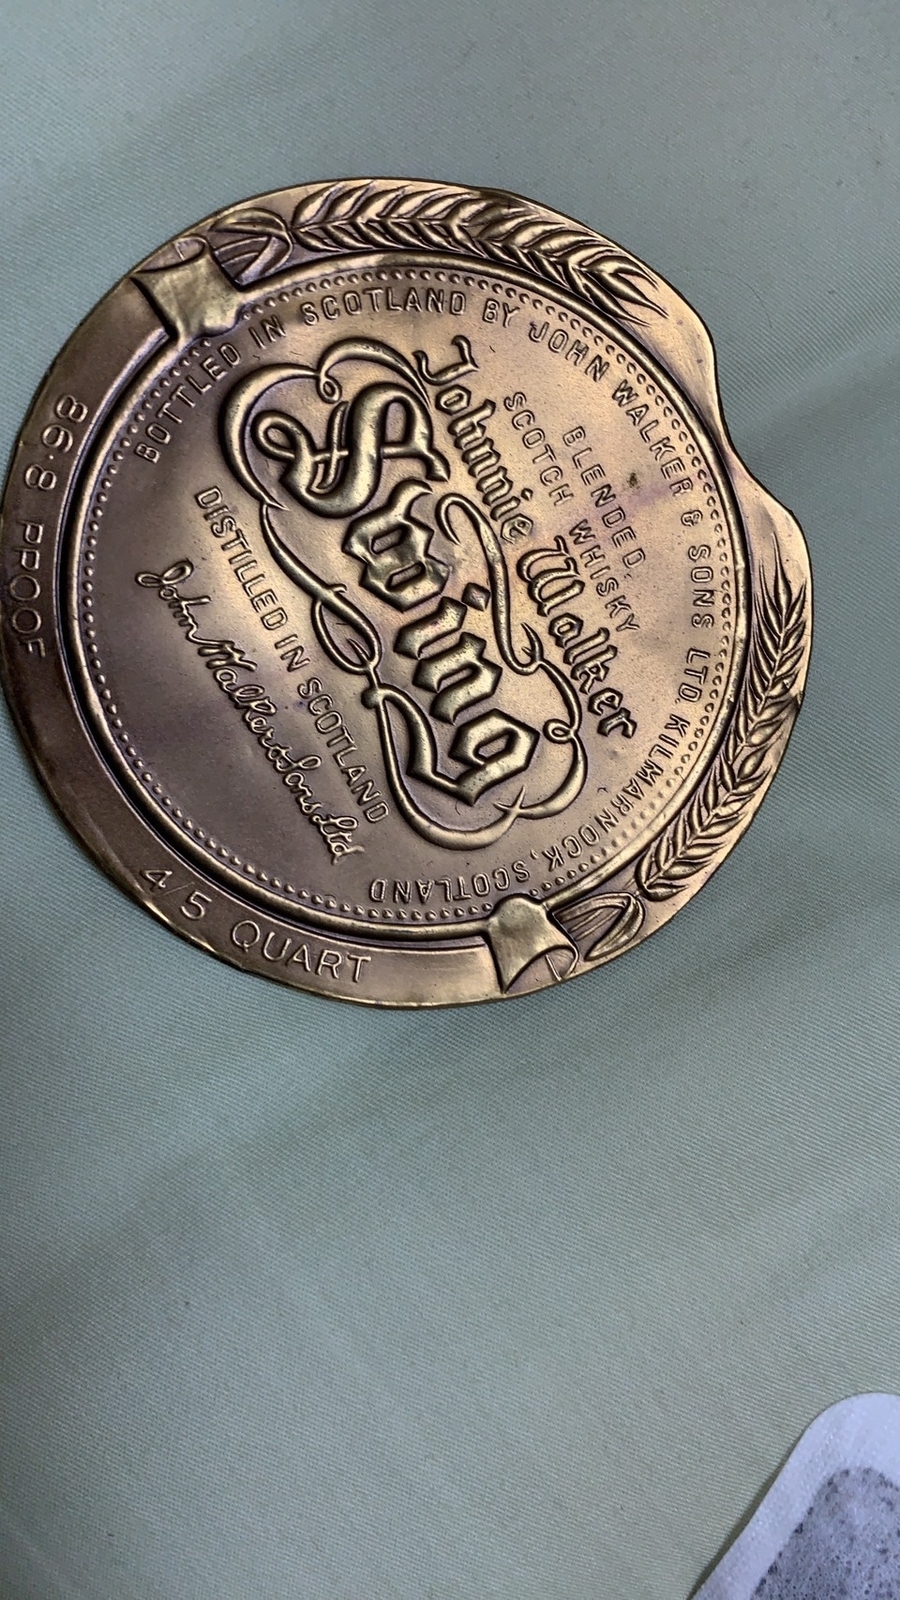 BOTTLED IN SCOTLAND BY JOHN WALKER & SONS LTD. KILMARNOCK, SCOTLAND
BLENDED
SCOTCH WHISKY
Johnnie Walker
Swing
DISTILLED IN SCOTLAND
John Walker & Sons Ltd
86·8 PROOF
4/5 QUART